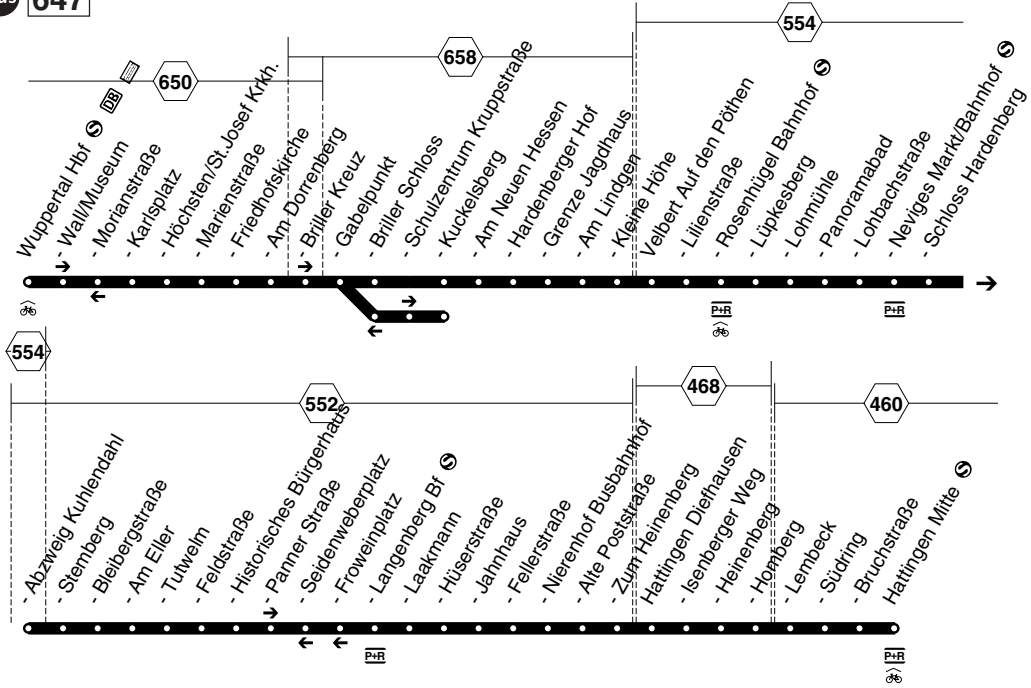 647
650
658
554
Wuppertal Hbf S DB
- Wall/Museum
- Morianstraße
- Karlsplatz
- Höchsten/St.Josef Krkh.
- Marienstraße
- Friedhofskirche
- Am Dorrenberg
- Briller Kreuz
- Gabelpunkt
- Briller Schloss
- Schulzentrum Kruppstraße
- Kuckelsberg
- Am Neuen Hessen
- Hardenberger Hof
- Grenze Jagdhaus
- Am Lindgen
- Kleine Höhe
Velbert Auf den Pöthen
- Lilienstraße
- Rosenhügel Bahnhof S
- Lüpkesberg
- Lohmühle
- Panoramabad
- Lohbachstraße
- Neviges Markt/Bahnhof S
- Schloss Hardenberg
P+R
P+R
554
552
468
460
- Abzweig Kuhlendahl
- Stemberg
- Bleibergstraße
- Am Eller
- Tutwelm
- Feldstraße
- Historisches Bürgerhaus
- Panner Straße
- Seidenweberplatz
- Froweinplatz
- Langenberg Bf S
- Laakmann
- Hüserstraße
- Jahnhaus
- Fellerstraße
- Nierenhof Busbahnhof
- Alte Poststraße
- Zum Heinenberg
Hattingen Diefhausen
- Isenberger Weg
- Heinenberg
- Homberg
- Lembeck
- Südring
- Bruchstraße
Hattingen Mitte S
P+R
P+R